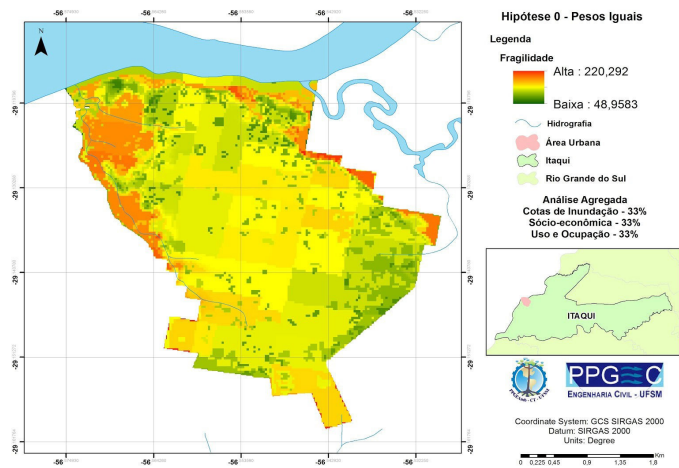 Hipótese 0 - Pesos Iguais
Legenda
Fragilidade
Alta : 220,292
Baixa : 48,9583
Hidrografia
Área Urbana
Itaqui
Rio Grande do Sul
Análise Agregada
Cotas de Inundação - 33%
Sócio-econômica - 33%
Uso e Ocupação - 33%
ITAQUI
PPGEC
ENGENHARIA CIVIL - UFSM
Coordinate System: GCS SIRGAS 2000
Datum: SIRGAS 2000
Units: Degree
Km
0 0,225 0,45 0,9 1,35 1,8
N
-56
-56
-56
-56
-56
-56
-56
-56
-56
-56
-29
-29
-29
-29
-29
-29
-29
-29
-29
-29